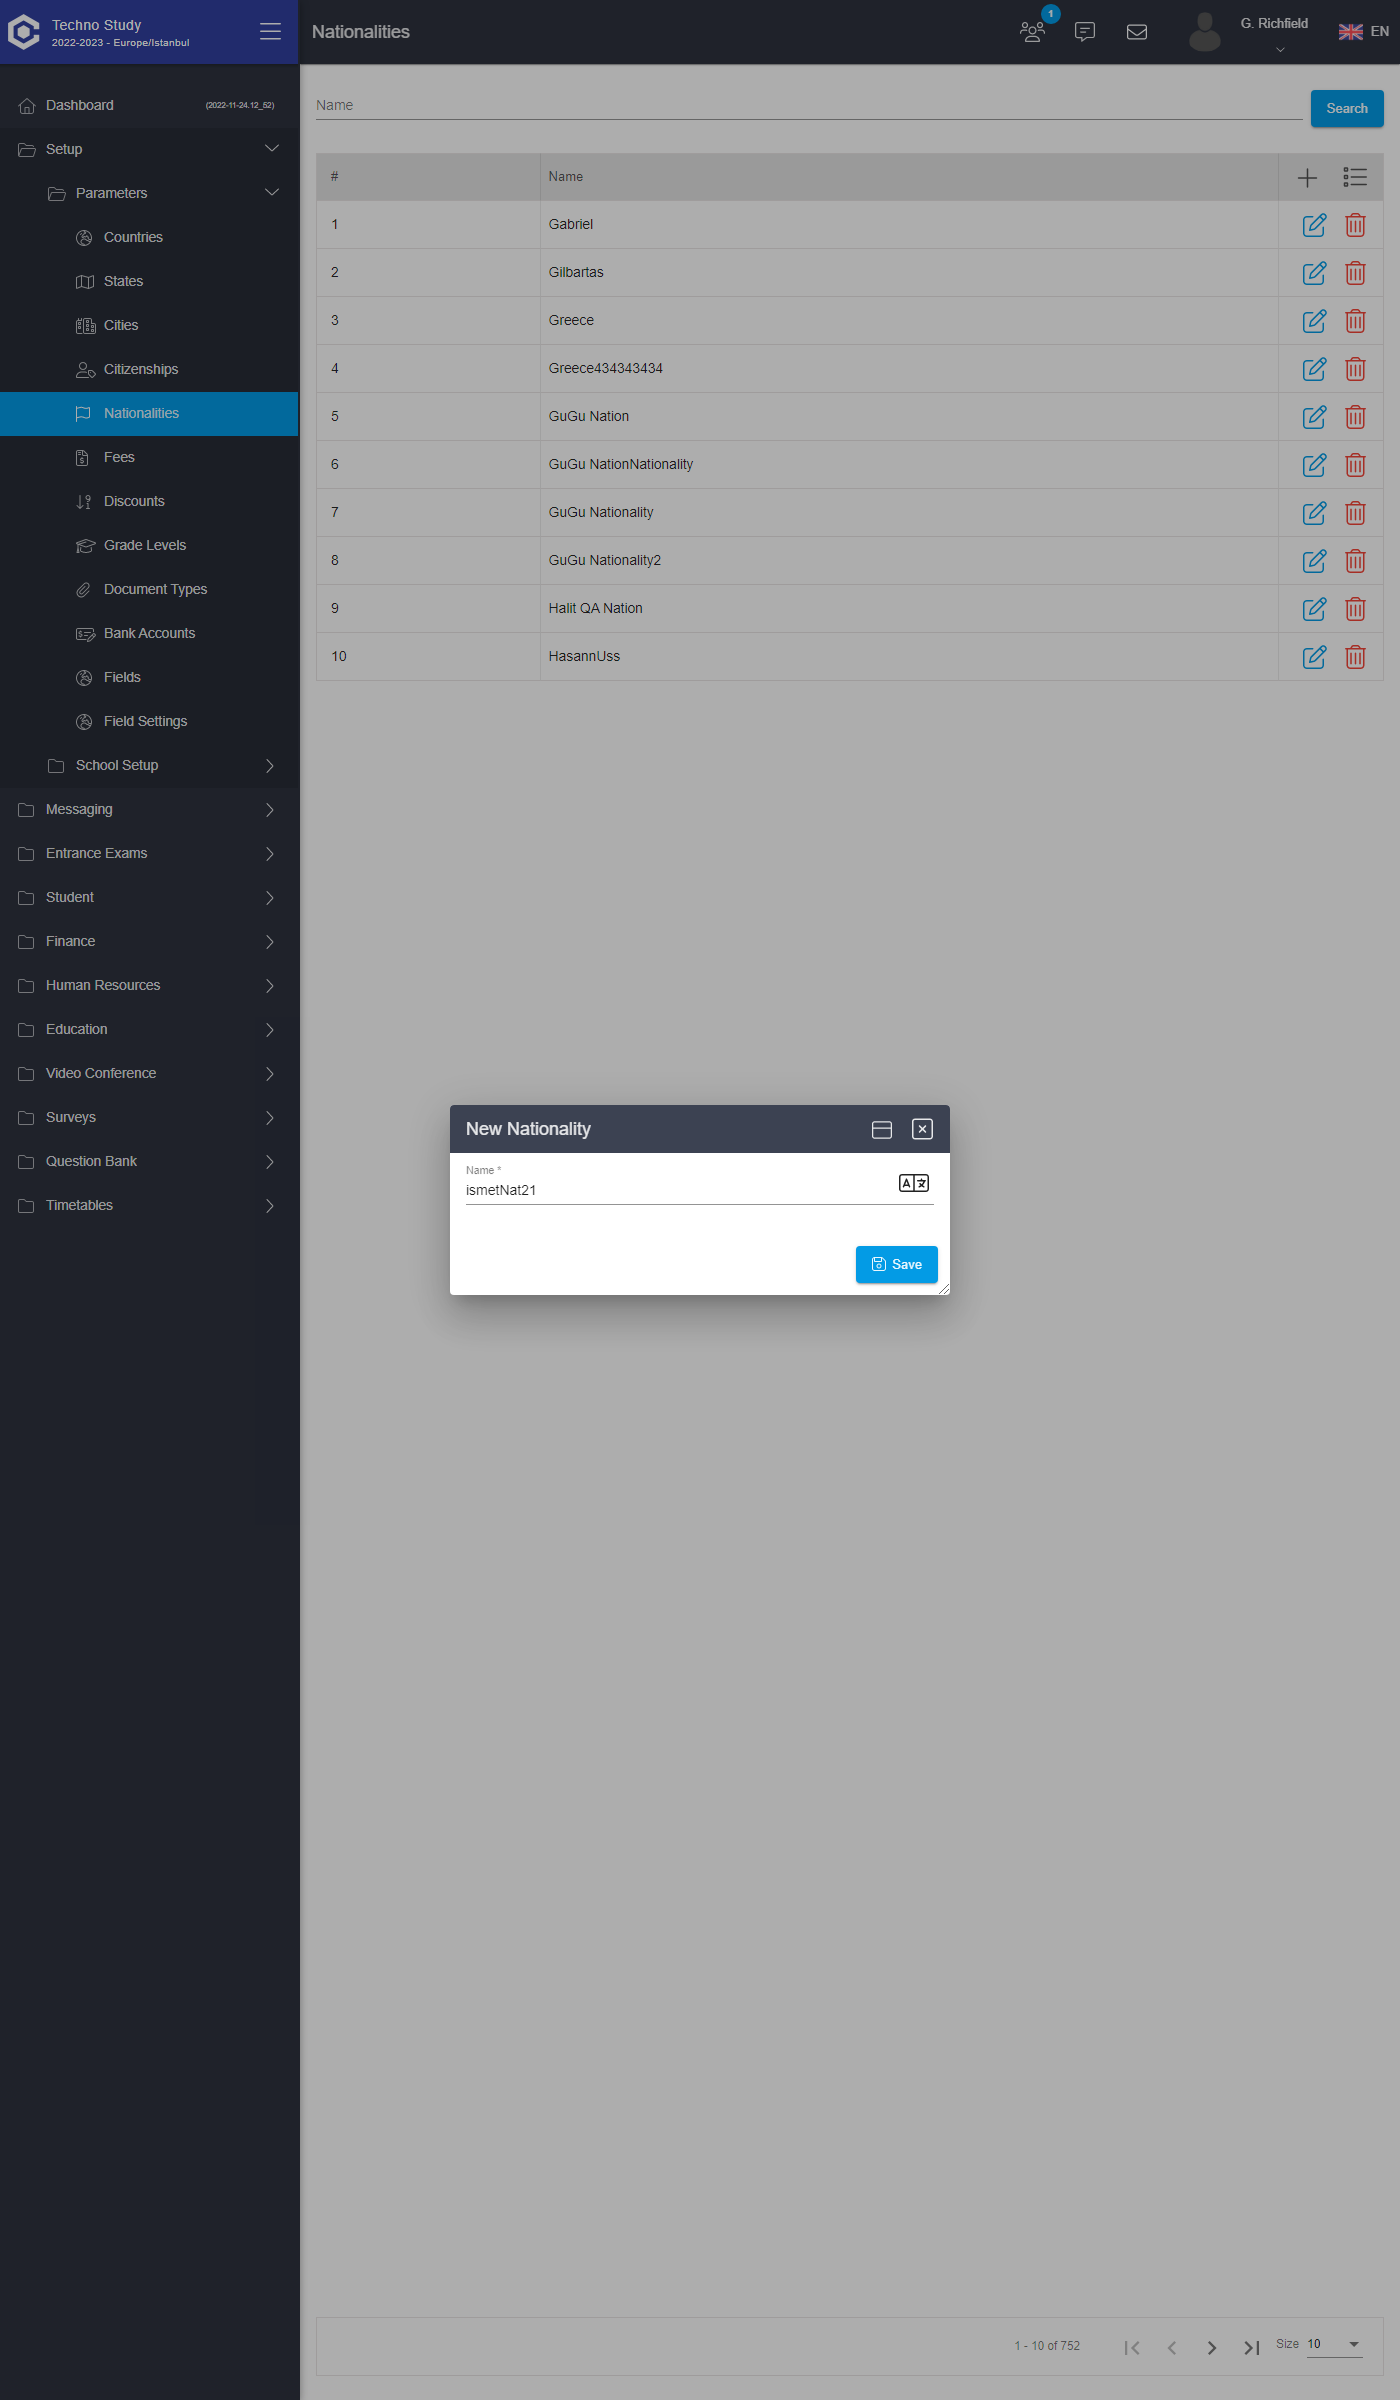 Techno Study
2022-2023 - Europe/Istanbul
Nationalities
1
G. Richfield
EN
Dashboard
(2022-11-24.12_52)
Setup
Parameters
Countries
States
Cities
Citizenships
Nationalities
Fees
Discounts
Grade Levels
Document Types
Bank Accounts
Fields
Field Settings
School Setup
Messaging
Entrance Exams
Student
Finance
Human Resources
Education
Video Conference
Surveys
Question Bank
Timetables
Name
Search
# Name
1 Gabriel
2 Gilbartas
3 Greece
4 Greece434343434
5 GuGu Nation
6 GuGu NationNationality
7 GuGu Nationality
8 GuGu Nationality2
9 Halit QA Nation
10 HasannUss
New Nationality
Name *
ismetNat21
Save
1 - 10 of 752
Size 10